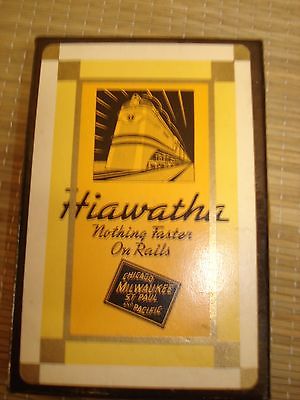 Hiawatha
Nothing Faster
On Rails
CHICAGO
MILWAUKEE
ST. PAUL
AND PACIFIC